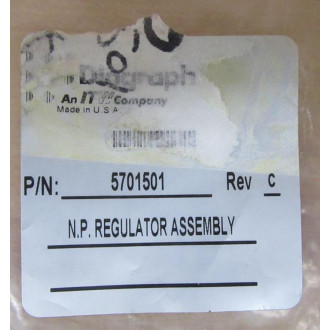 Diagraph
An ITW Company
Made in U.S.A
P/N: 5701501 Rev C
N.P. REGULATOR ASSEMBLY